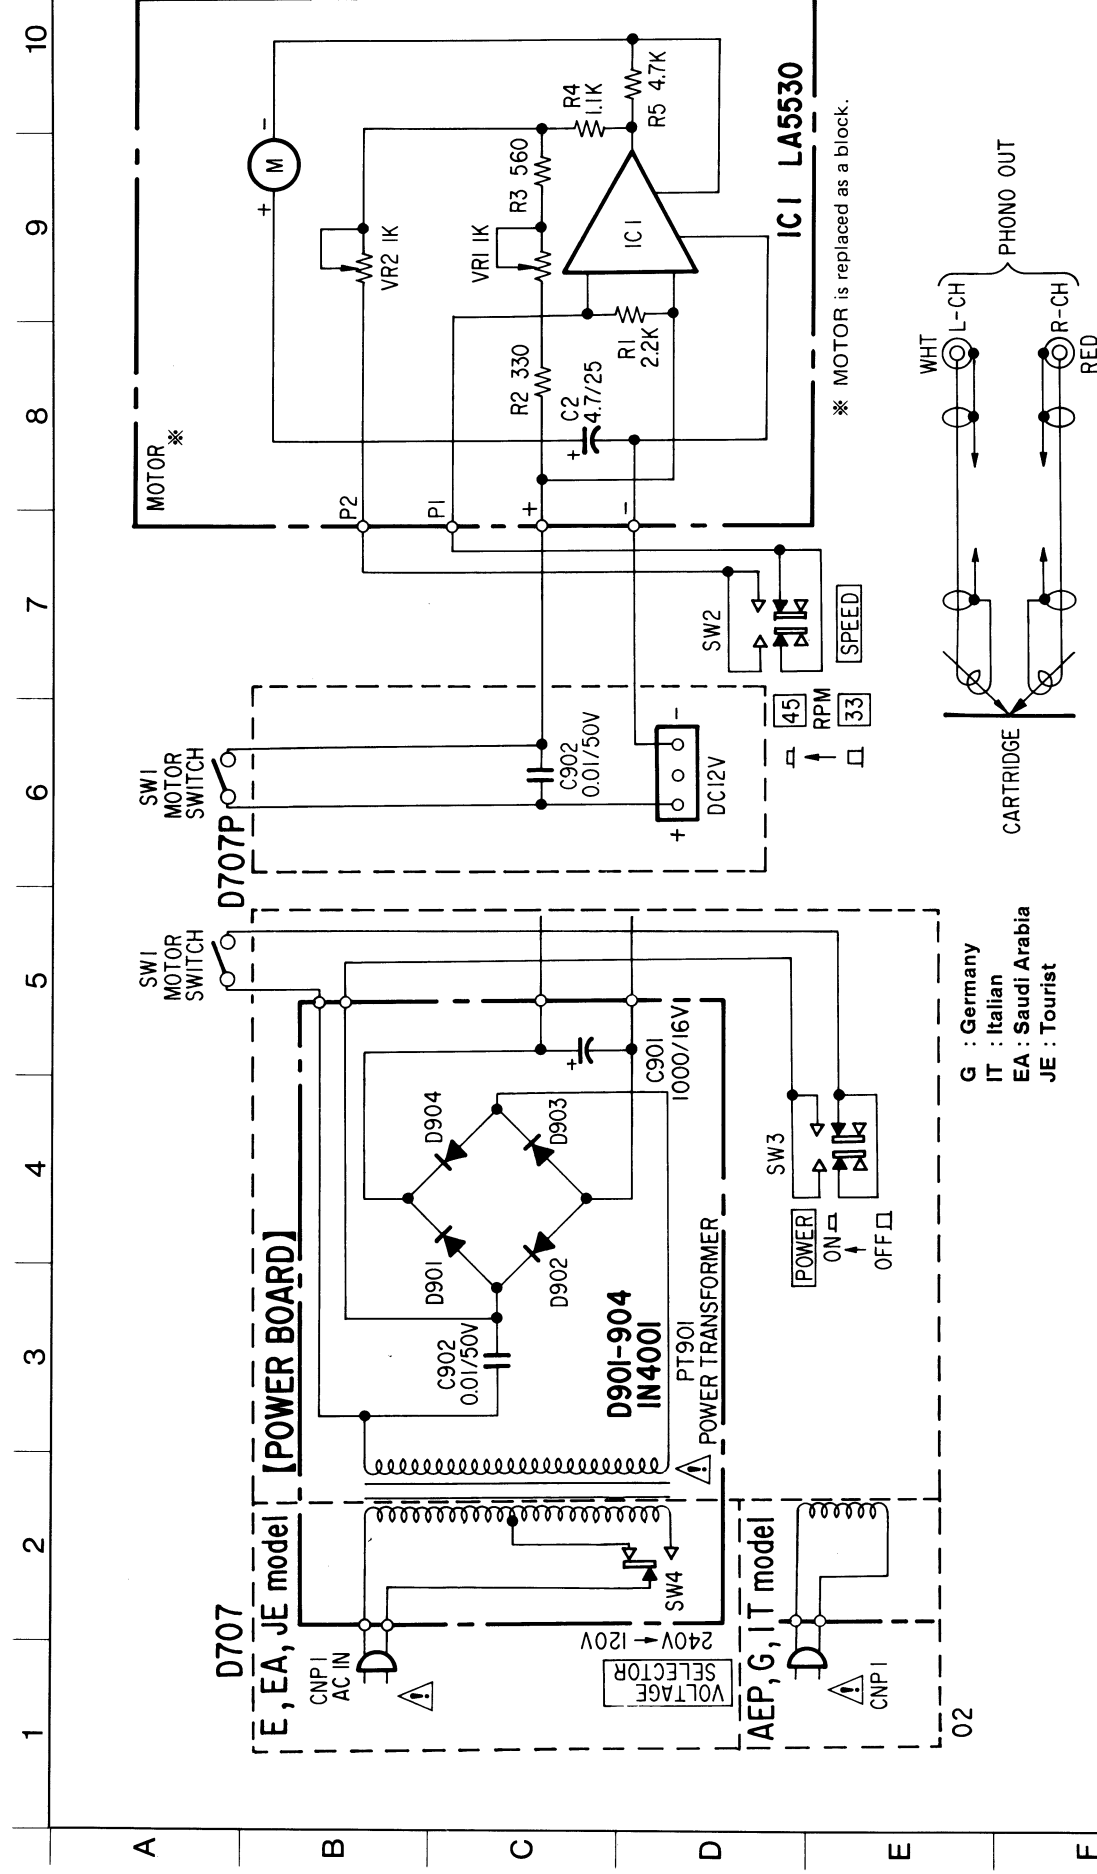 1
2
3
4
5
6
7
8
9
10
A
B
C
D
E
F
D707
E, EA, JE model
【POWER BOARD】
CNP1
AC IN
VOLTAGE
SELECTOR
240V ← 120V
SW4
AEP, G, IT model
CNP1
02
PT901
POWER TRANSFORMER
D901-904
1N4001
C902
0.01/50V
D901
D902
D903
D904
C901
1000/16V
+
SW1
MOTOR
SWITCH
SW3
POWER
ON
OFF
G : Germany
IT : Italian
EA : Saudi Arabia
JE : Tourist
D707P
SW1
MOTOR
SWITCH
C902
0.01/50V
+
-
DC12V
SW2
SPEED
45
RPM
33
MOTOR
※
P2
P1
+
-
M
+
-
VR2 1K
VR1 1K
R2 330
R3 560
R4
1.1K
R5 4.7K
R1
2.2K
C2
4.7/25
+
IC1
IC1 LA5530
※ MOTOR is replaced as a block.
CARTRIDGE
WHT
L-CH
R-CH
RED
PHONO OUT